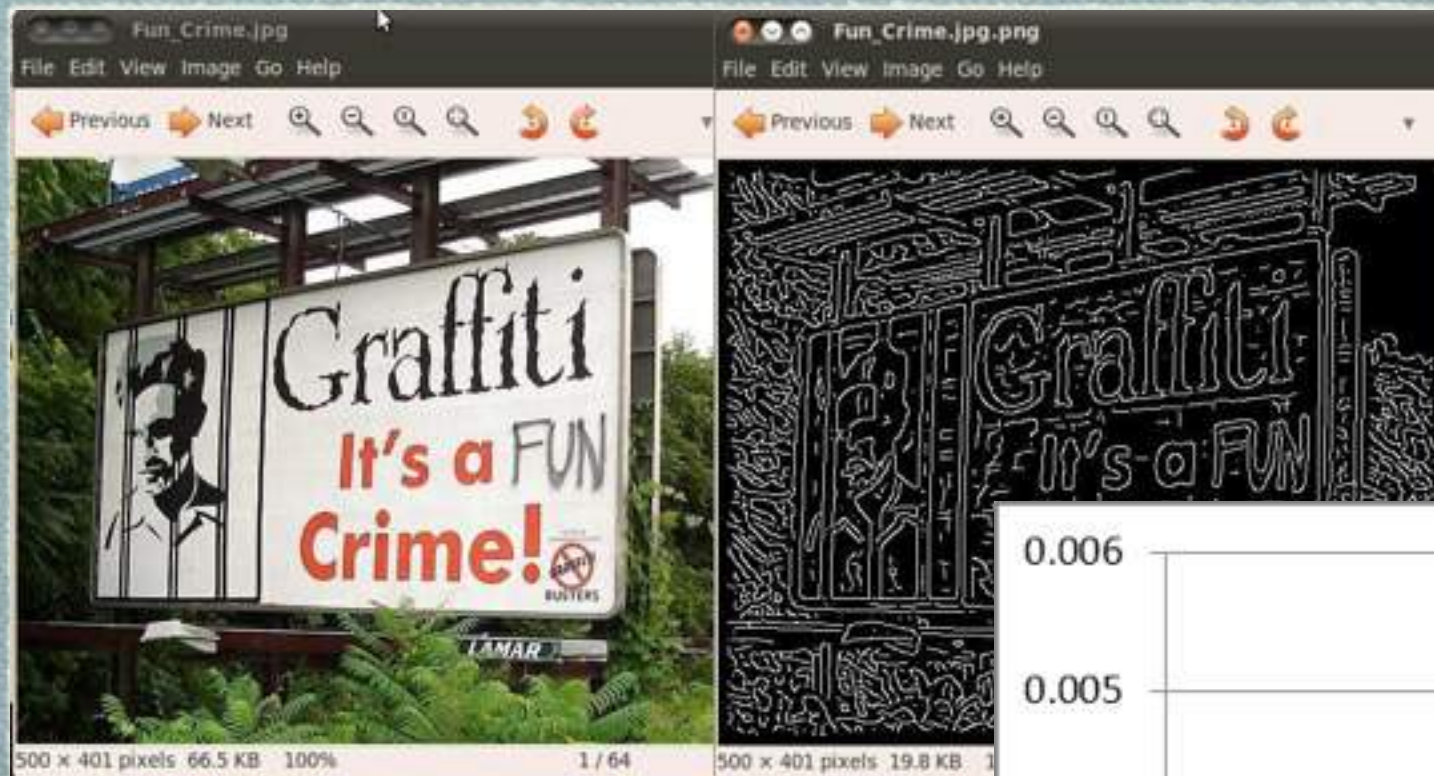 Fun_Crime.jpg
File Edit View Image Go Help
Previous Next
Graffiti
It's a FUN
Crime!
BUSTERS
LAMAR
500 × 401 pixels 66.5 KB 100% 1 / 64
Fun_Crime.jpg.png
File Edit View Image Go Help
Previous Next
Graffiti
It's a FUN
500 × 401 pixels 19.8 KB 1
0.006
0.005